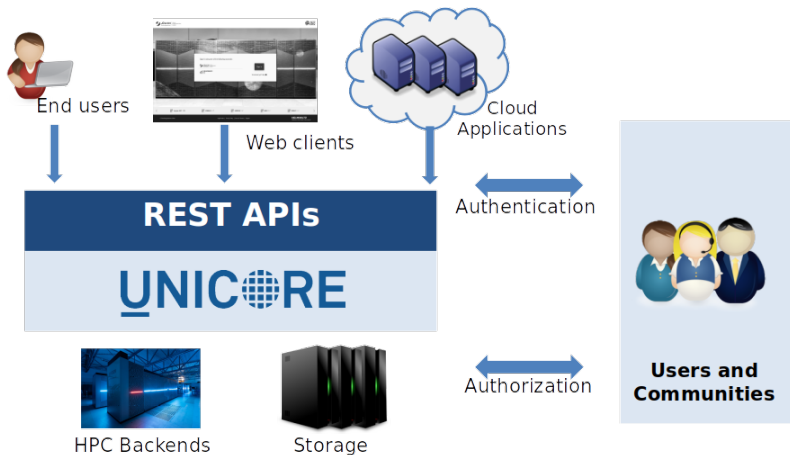 End users
Web clients
Cloud
Applications
REST APIs
Authentication
UNICORE
Users and
Communities
Authorization
HPC Backends
Storage